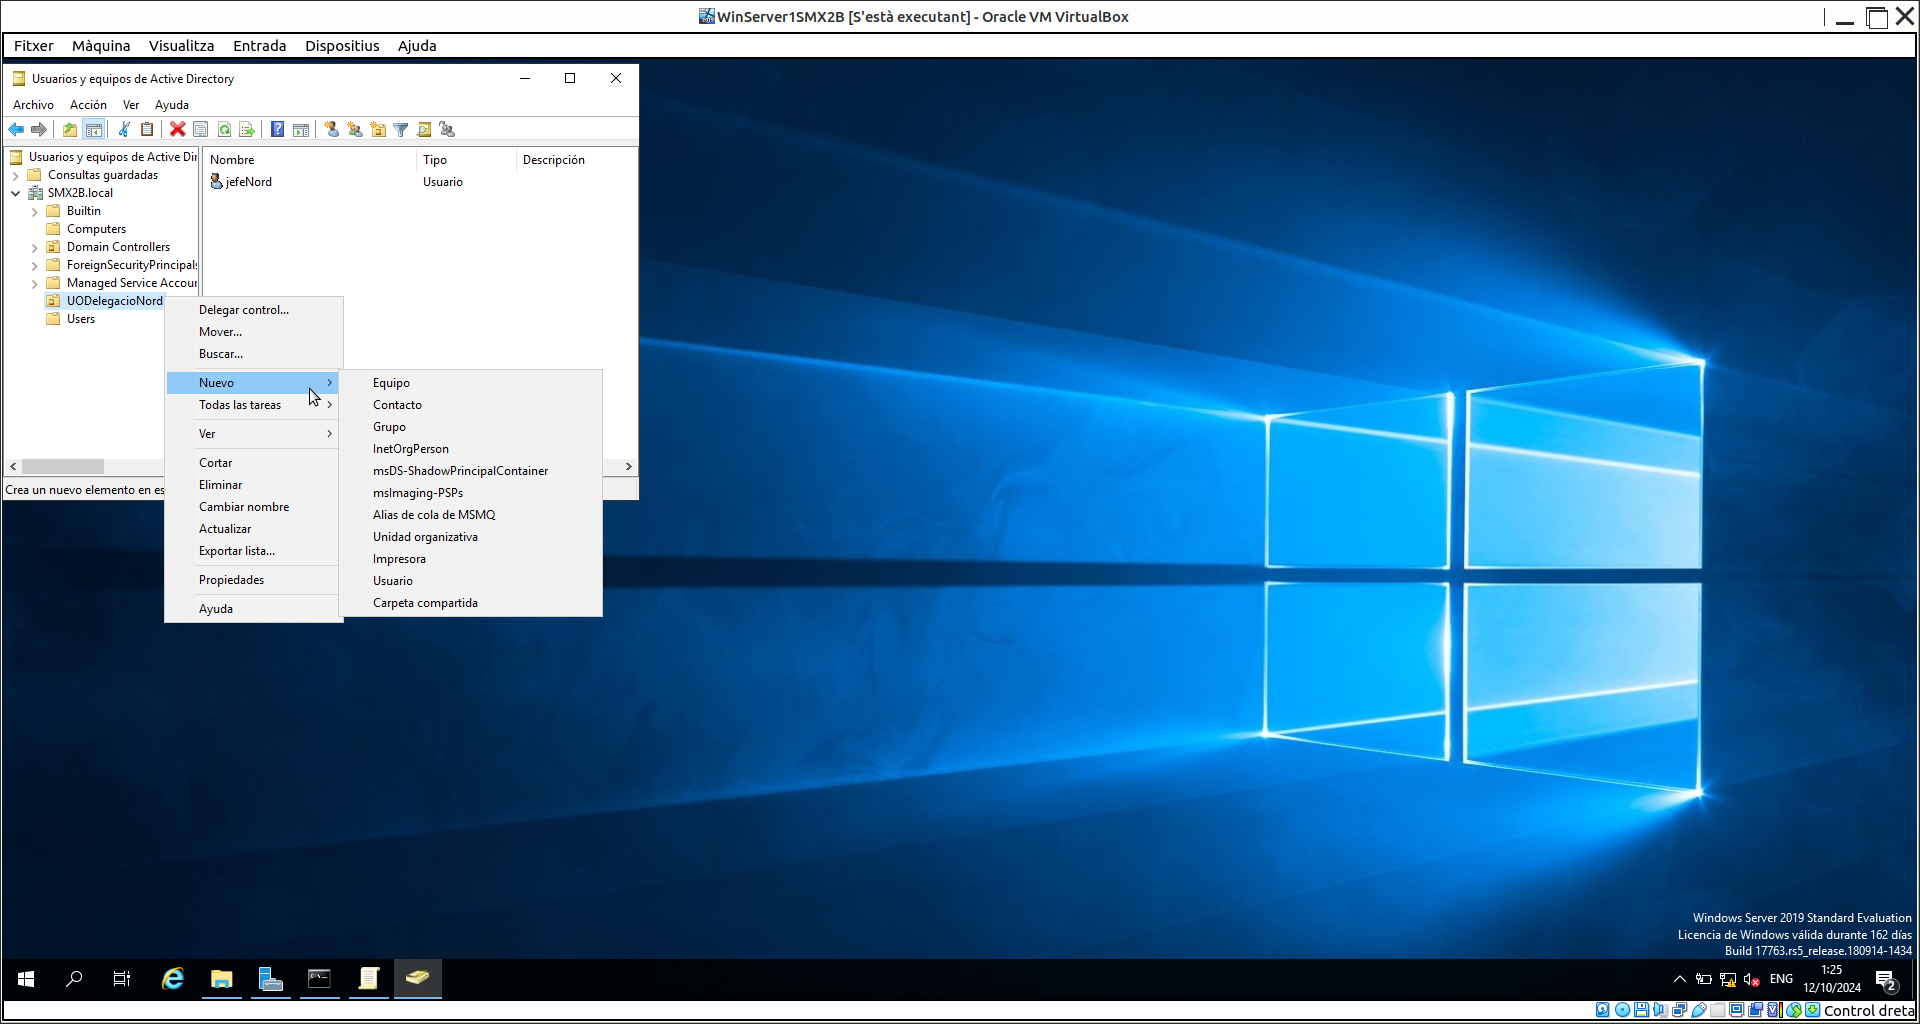 WinServer1SMX2B [S'està executant] - Oracle VM VirtualBox
Fitxer Màquina Visualitza Entrada Dispositius Ajuda
Usuarios y equipos de Active Directory
Archivo Acción Ver Ayuda
Usuarios y equipos de Active Dir
Consultas guardadas
SMX2B.local
Builtin
Computers
Domain Controllers
ForeignSecurityPrincipals
Managed Service Accour
UODelegacioNord
Users
Nombre Tipo Descripción
jefeNord Usuario
Delegar control...
Mover...
Buscar...
Nuevo
Todas las tareas
Ver
Cortar
Eliminar
Cambiar nombre
Actualizar
Exportar lista...
Propiedades
Ayuda
Equipo
Contacto
Grupo
InetOrgPerson
msDS-ShadowPrincipalContainer
msImaging-PSPs
Alias de cola de MSMQ
Unidad organizativa
Impresora
Usuario
Carpeta compartida
Crea un nuevo elemento en es
Windows Server 2019 Standard Evaluation
Licencia de Windows válida durante 162 días
Build 17763.rs5_release.180914-1434
ENG
1:25
12/10/2024
2
Control dreta